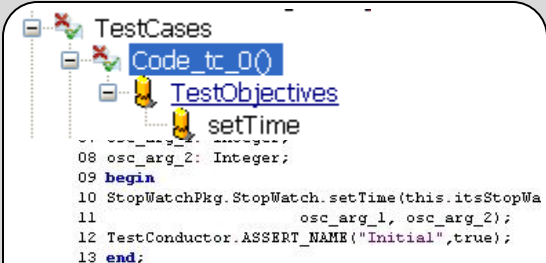 TestCases
Code_tc_0()
TestObjectives
setTime
08 osc_arg_2: Integer;
09 begin
10 StopWatchPkg.StopWatch.setTime(this.itsStopWa
11 osc_arg_1, osc_arg_2);
12 TestConductor.ASSERT_NAME("Initial",true);
13 end;